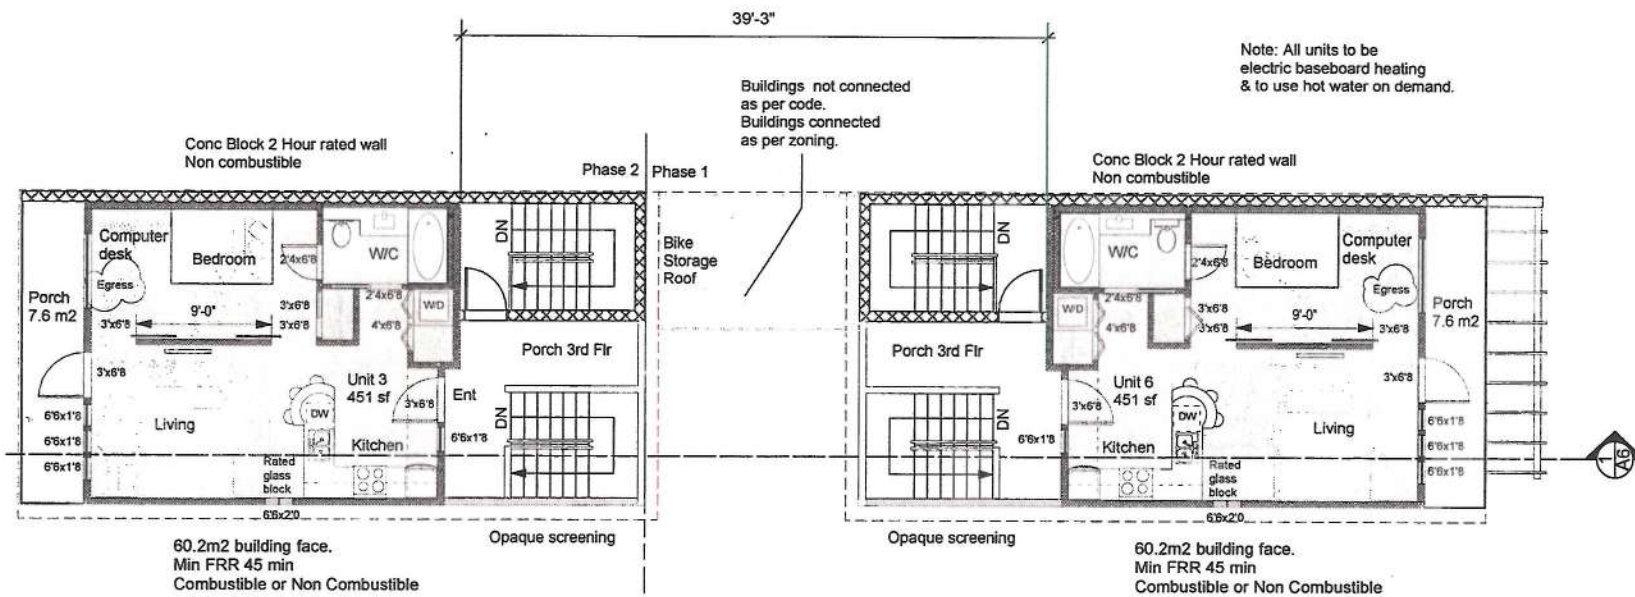 39'-3"
Note: All units to be
electric baseboard heating
& to use hot water on demand.
Buildings not connected
as per code.
Buildings connected
as per zoning.
Conc Block 2 Hour rated wall
Non combustible
Phase 2
Phase 1
Conc Block 2 Hour rated wall
Non combustible
Computer
desk
Egress
Bedroom
2'4x6'8
W/C
DN
Bike
Storage
Roof
Porch
7.6 m2
3'x6'8
9'-0"
3'x6'8
3'x6'8
2'4x6'8
4'x6'8
W/D
Porch 3rd Flr
3'x6'8
Unit 3
451 sf
3'x6'8
Ent
DN
DW
Living
Kitchen
6'6x1'8
6'6x1'8
6'6x1'8
6'6x1'8
Rated
glass
block
6'6x2'0
Opaque screening
60.2m2 building face.
Min FRR 45 min
Combustible or Non Combustible
DN
W/C
2'4x6'8
Bedroom
Computer
desk
Egress
Porch
7.6 m2
W/D
2'4x6'8
4'x6'8
3'x6'8
3'x6'8
9'-0"
3'x6'8
Porch 3rd Flr
3'x6'8
DN
3'x6'8
Unit 6
451 sf
DW
Living
Kitchen
6'6x1'8
6'6x1'8
6'6x1'8
6'6x1'8
Rated
glass
block
6'6x2'0
1
A6
Opaque screening
60.2m2 building face.
Min FRR 45 min
Combustible or Non Combustible